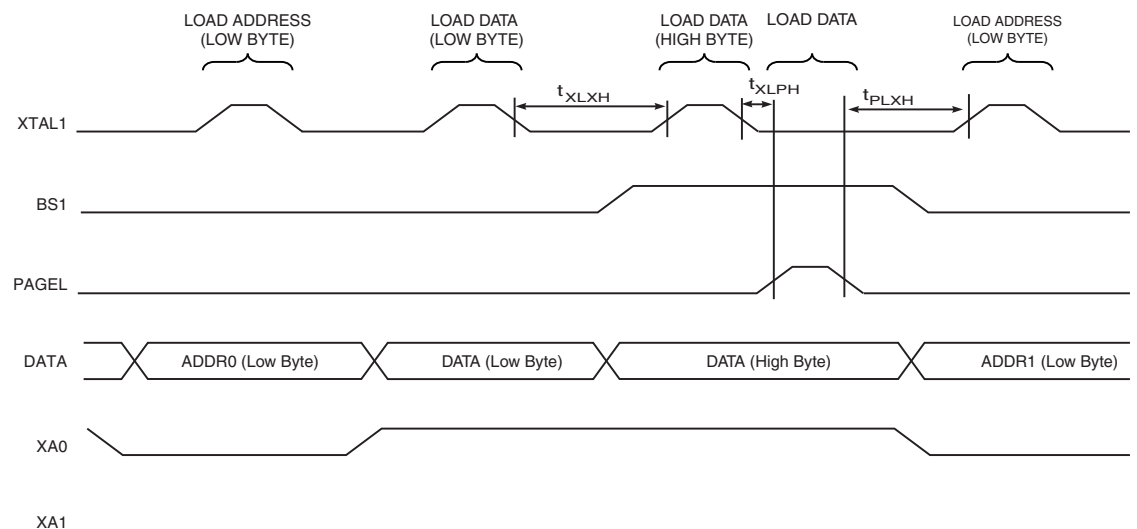 LOAD ADDRESS
(LOW BYTE)
LOAD DATA
(LOW BYTE)
LOAD DATA
(HIGH BYTE)
LOAD DATA
LOAD ADDRESS
(LOW BYTE)
XTAL1
tXLXH
tXLPH
tPLXH
BS1
PAGEL
DATA
ADDR0 (Low Byte)
DATA (Low Byte)
DATA (High Byte)
ADDR1 (Low Byte)
XA0
XA1